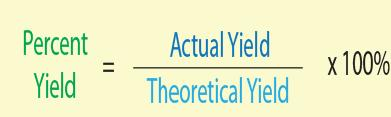 Percent Yield = Actual Yield
Theoretical Yield x 100%